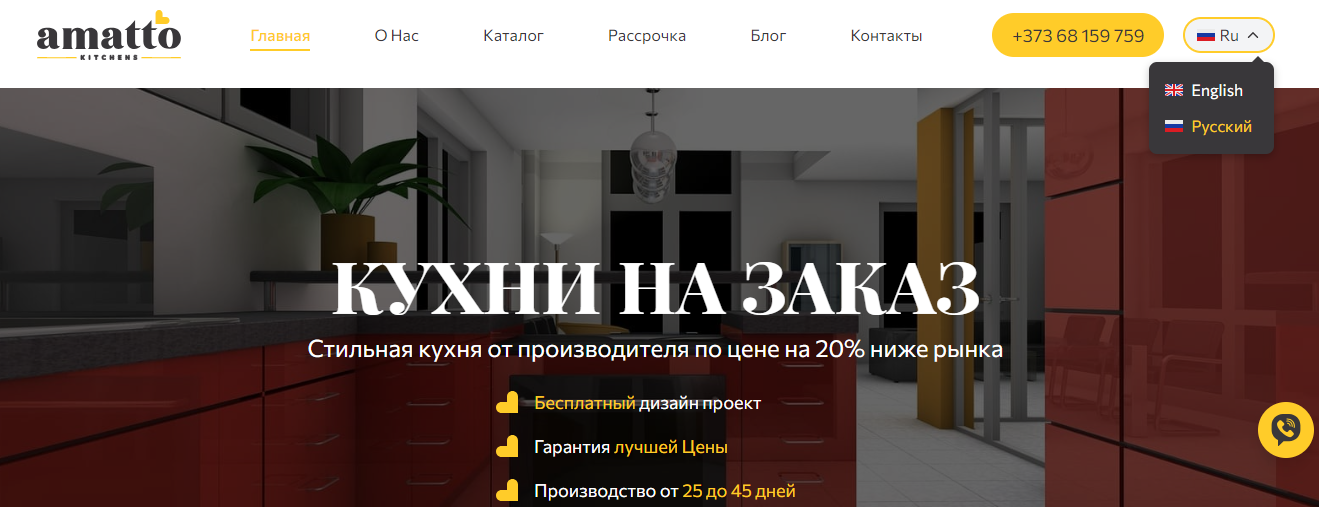 amatto
KITCHENS
Главная
О Нас
Каталог
Рассрочка
Блог
Контакты
+373 68 159 759
Ru
English
Русский
КУХНИ НА ЗАКАЗ
Стильная кухня от производителя по цене на 20% ниже рынка
Бесплатный дизайн проект
Гарантия лучшей Цены
Производство от 25 до 45 дней